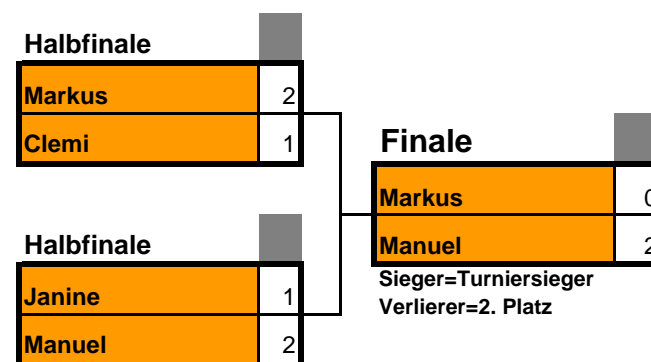 Halbfinale
Markus 2
Clemi 1
Finale
Markus 0
Manuel 2
Sieger=Turniersieger
Verlierer=2. Platz
Halbfinale
Janine 1
Manuel 2